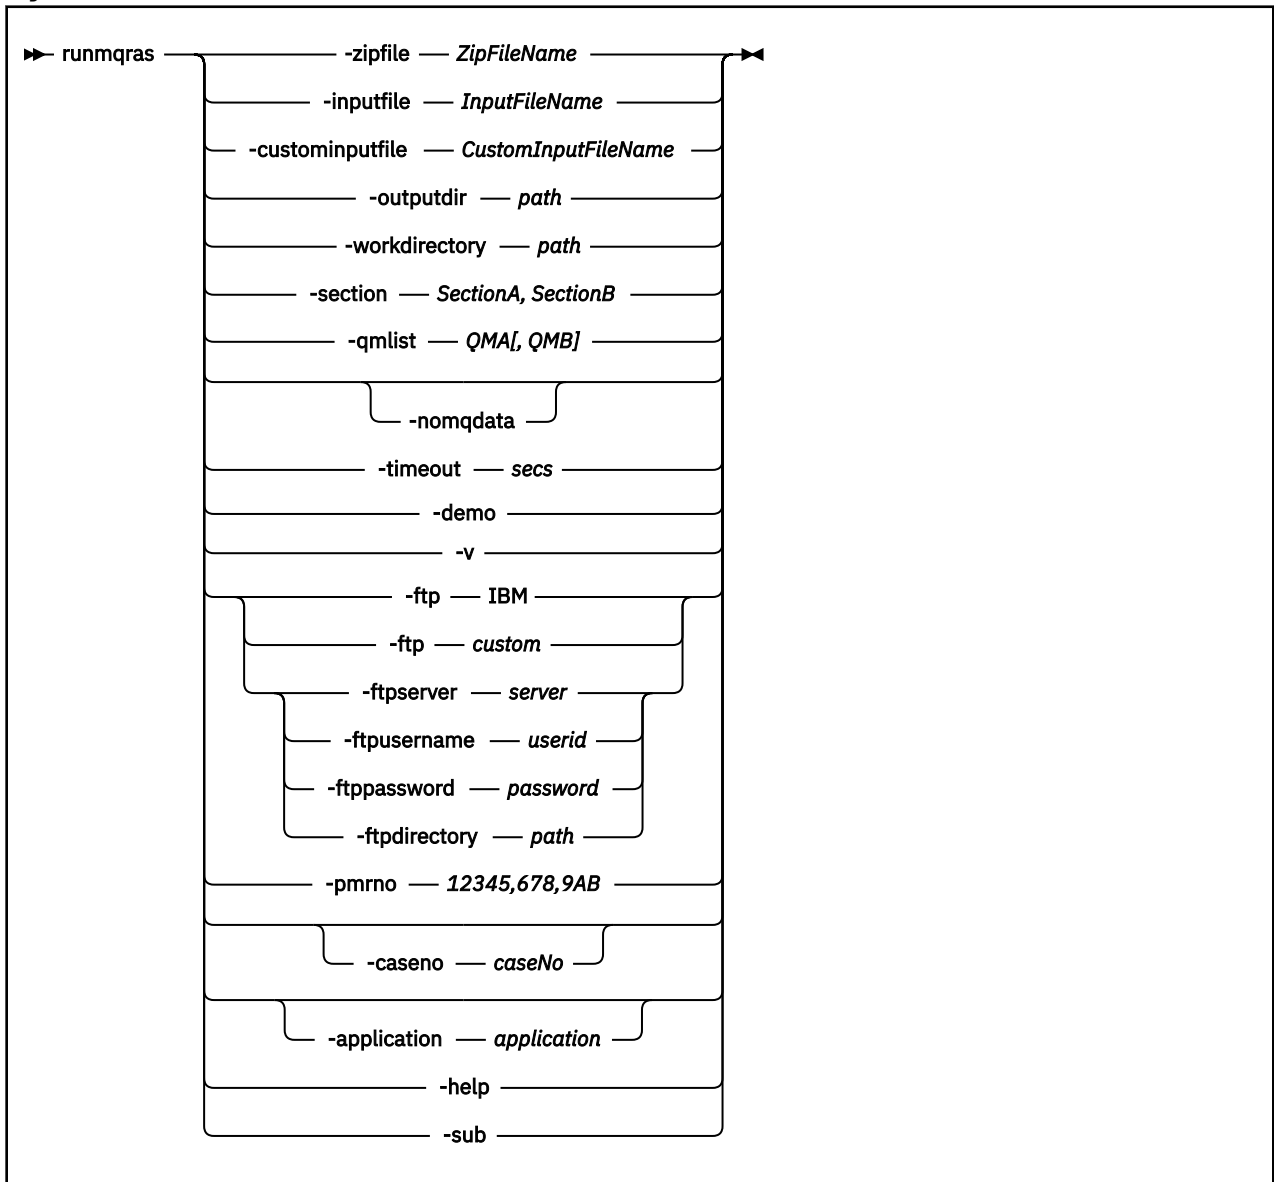 runmqras -zipfile ZipFileName
-inputfile InputFileName
-custominputfile CustomInputFileName
-outputdir path
-workdirectory path
-section SectionA, SectionB
-qmlist QMA[, QMB]
-nomqdata
-timeout secs
-demo
-v
-ftp IBM
-ftp custom
-ftpserver server
-ftpusername userid
-ftppassword password
-ftpdirectory path
-pmrno 12345,678,9AB
-caseno caseNo
-application application
-help
-sub